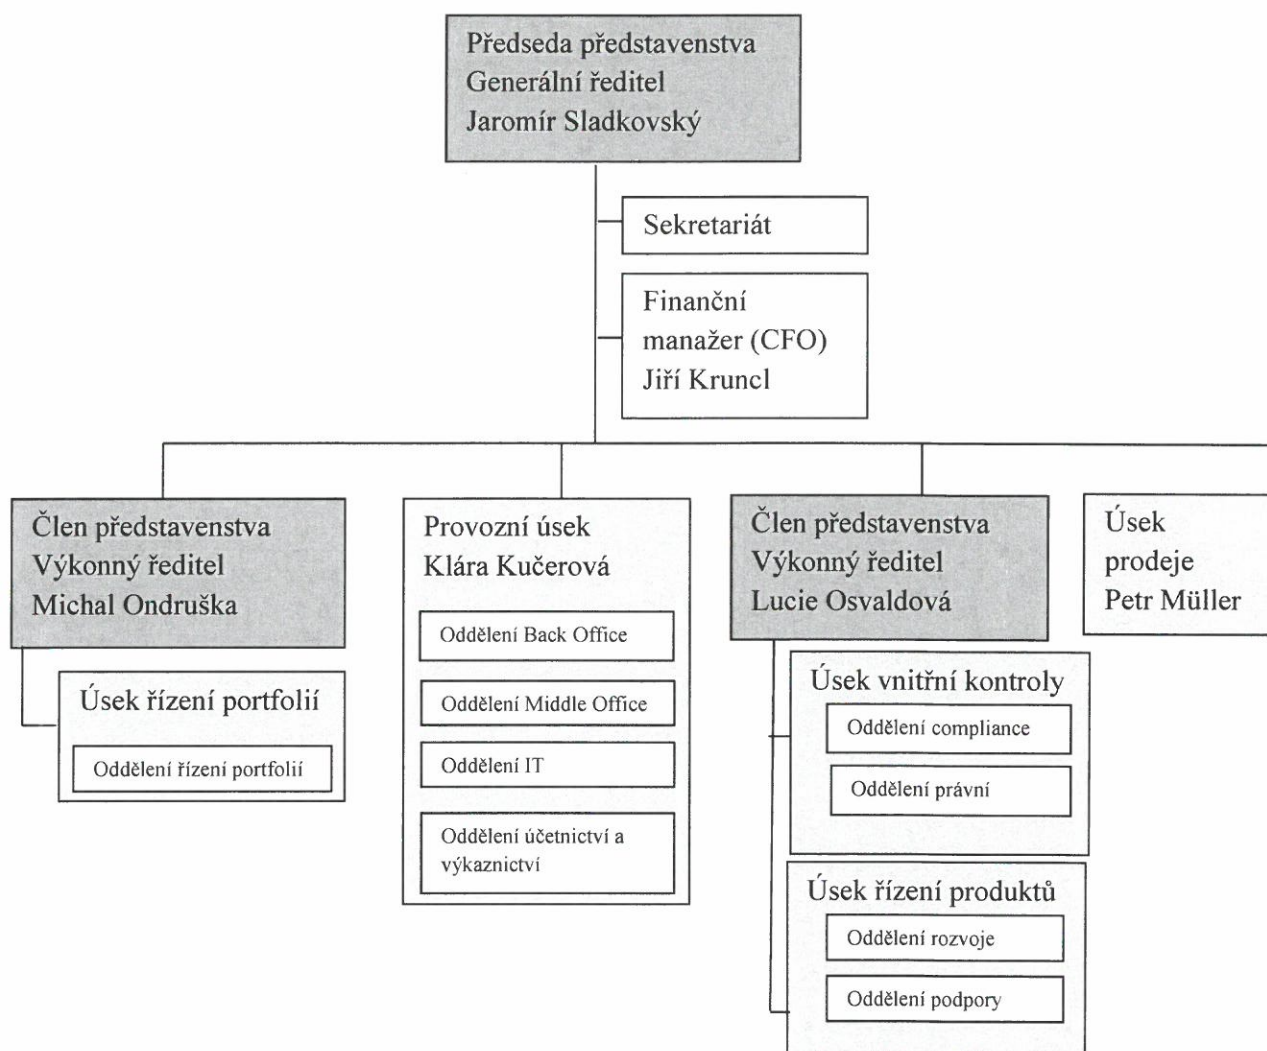 Předseda představenstva
Generální ředitel
Jaromír Sladkovský
Sekretariát
Finanční
manažer (CFO)
Jiří Kruncl
Člen představenstva
Výkonný ředitel
Michal Ondruška
Úsek řízení portfolií
Oddělení řízení portfolií
Provozní úsek
Klára Kučerová
Oddělení Back Office
Oddělení Middle Office
Oddělení IT
Oddělení účetnictví a
výkaznictví
Člen představenstva
Výkonný ředitel
Lucie Osvaldová
Úsek vnitřní kontroly
Oddělení compliance
Oddělení právní
Úsek řízení produktů
Oddělení rozvoje
Oddělení podpory
Úsek
prodeje
Petr Müller